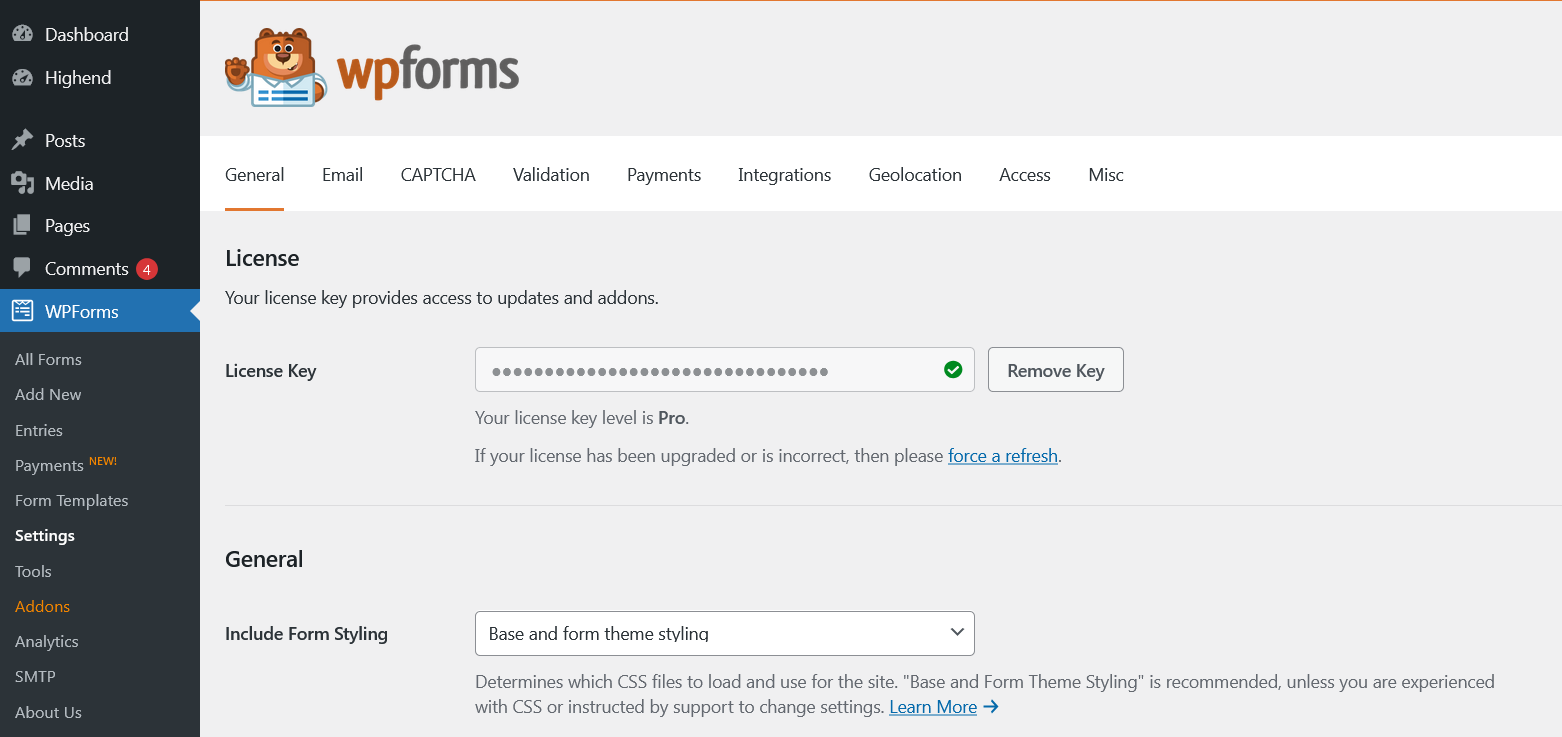 Dashboard
Highend
Posts
Media
Pages
Comments 4
WPForms
All Forms
Add New
Entries
Payments NEW!
Form Templates
Settings
Tools
Addons
Analytics
SMTP
About Us
wpforms
General Email CAPTCHA Validation Payments Integrations Geolocation Access Misc
License
Your license key provides access to updates and addons.
License Key
Remove Key
Your license key level is Pro.
If your license has been upgraded or is incorrect, then please force a refresh.
General
Include Form Styling
Base and form theme styling
Determines which CSS files to load and use for the site. "Base and Form Theme Styling" is recommended, unless you are experienced
with CSS or instructed by support to change settings. Learn More →